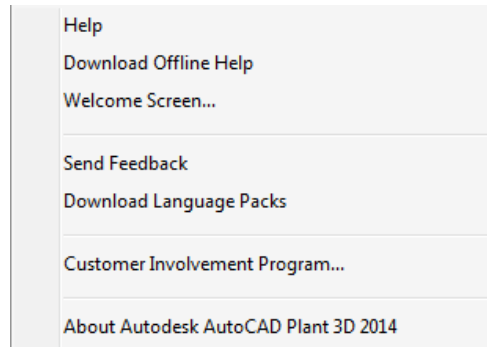 Help
Download Offline Help
Welcome Screen...
Send Feedback
Download Language Packs
Customer Involvement Program...
About Autodesk AutoCAD Plant 3D 2014